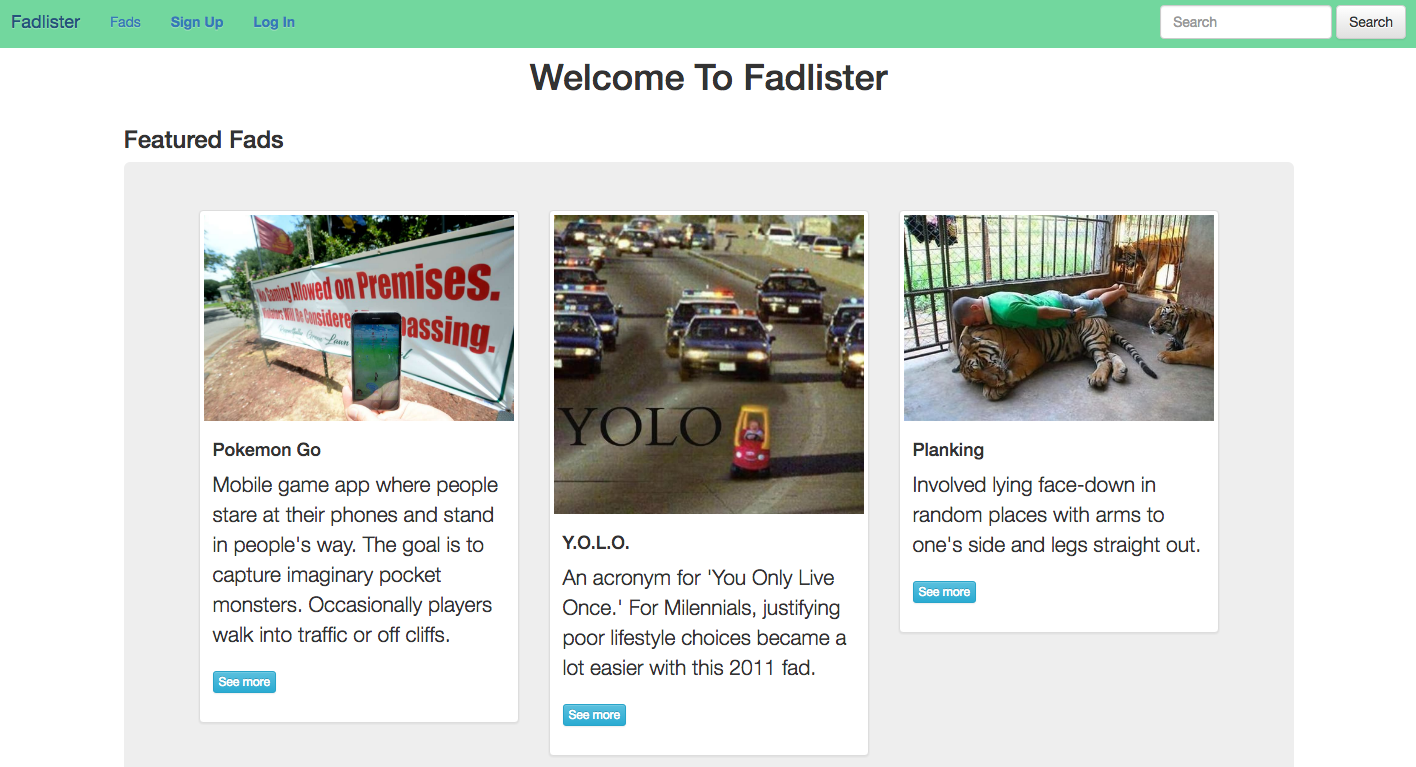 Fadlister Fads Sign Up Log In Search Search
Welcome To Fadlister
Featured Fads
No Gaming Allowed on Premises.
Visitors Will Be Considered passing.
Pokemon Go
Mobile game app where people
stare at their phones and stand
in people's way. The goal is to
capture imaginary pocket
monsters. Occasionally players
walk into traffic or off cliffs.
See more
YOLO
Y.O.L.O.
An acronym for 'You Only Live
Once.' For Milennials, justifying
poor lifestyle choices became a
lot easier with this 2011 fad.
See more
Planking
Involved lying face-down in
random places with arms to
one's side and legs straight out.
See more